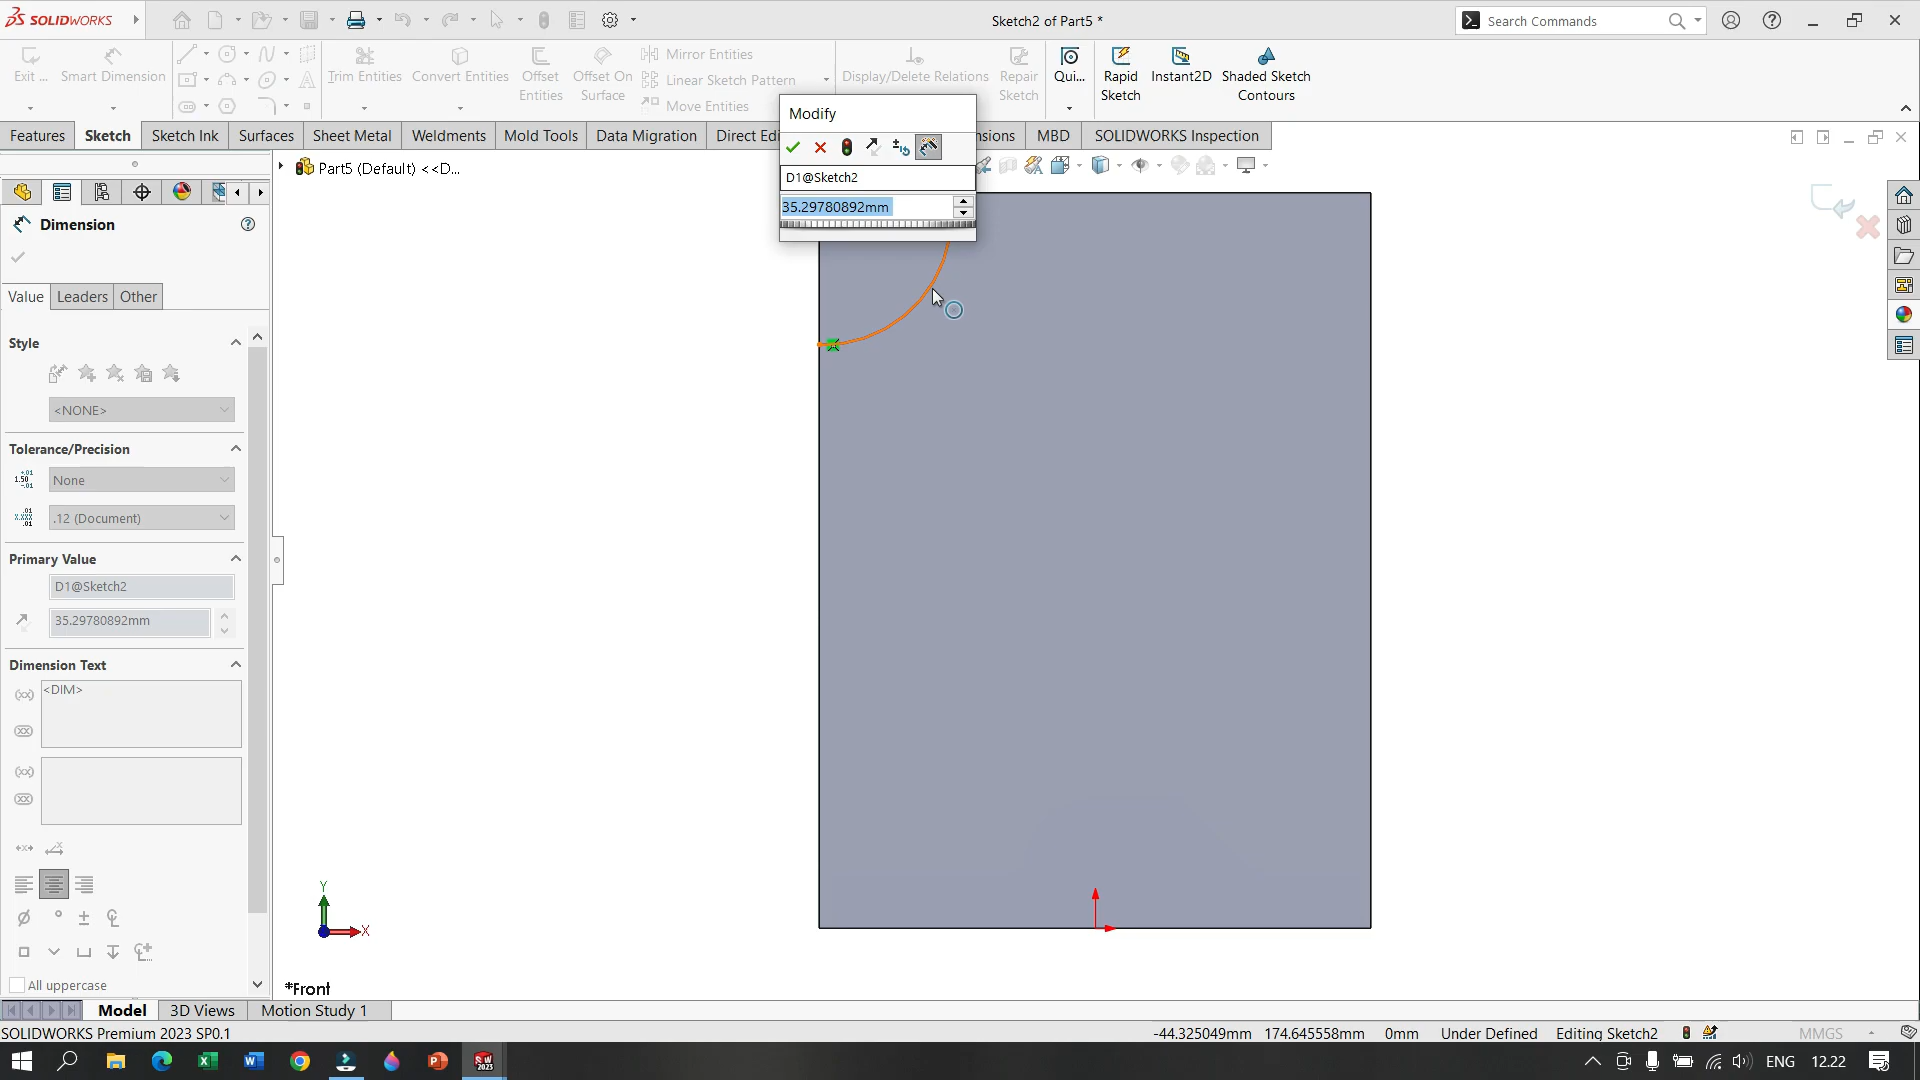 SOLIDWORKS
Sketch2 of Part5 *
Search Commands
Exit ...
Smart Dimension
Trim Entities
Convert Entities
Offset
Entities
Offset On
Surface
Mirror Entities
Linear Sketch Pattern
Move Entities
Display/Delete Relations
Repair
Sketch
Qui...
Rapid
Sketch
Instant2D
Shaded Sketch
Contours
Features
Sketch
Sketch Ink
Surfaces
Sheet Metal
Weldments
Mold Tools
Data Migration
Direct Edi
nsions
MBD
SOLIDWORKS Inspection
Modify
D1@Sketch2
35.29780892mm
Part5 (Default) <<D...
Dimension
Value
Leaders
Other
Style
<NONE>
Tolerance/Precision
None
.12 (Document)
Primary Value
D1@Sketch2
35.29780892mm
Dimension Text
<DIM>
All uppercase
Y
X
*Front
Model
3D Views
Motion Study 1
SOLIDWORKS Premium 2023 SP0.1
-44.325049mm
174.645558mm
0mm
Under Defined
Editing Sketch2
MMGS
ENG
12.22